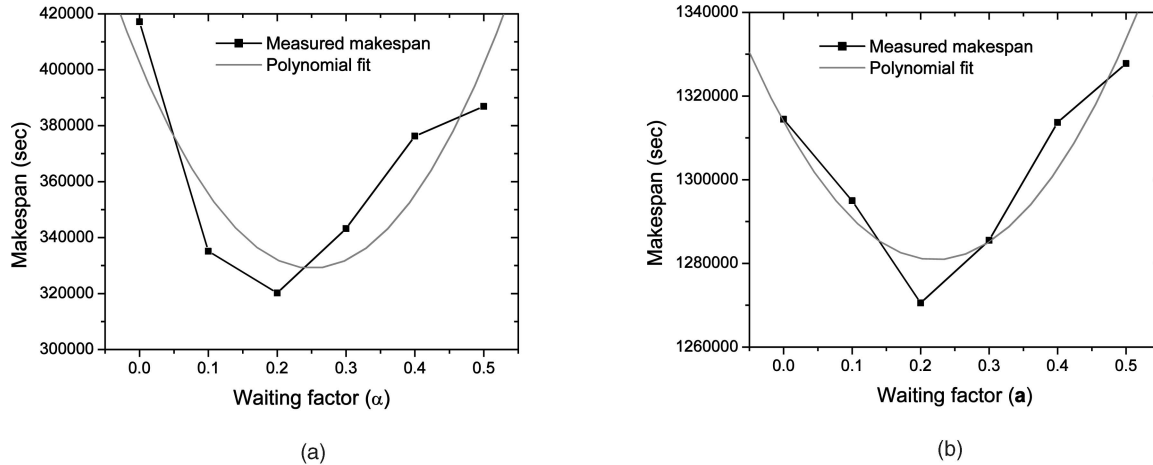 420000
400000
380000
360000
340000
320000
300000
Makespan (sec)
Measured makespan
Polynomial fit
0.0 0.1 0.2 0.3 0.4 0.5
Waiting factor (α)
(a)
1340000
1320000
1300000
1280000
1260000
Makespan (sec)
Measured makespan
Polynomial fit
0.0 0.1 0.2 0.3 0.4 0.5
Waiting factor (a)
(b)